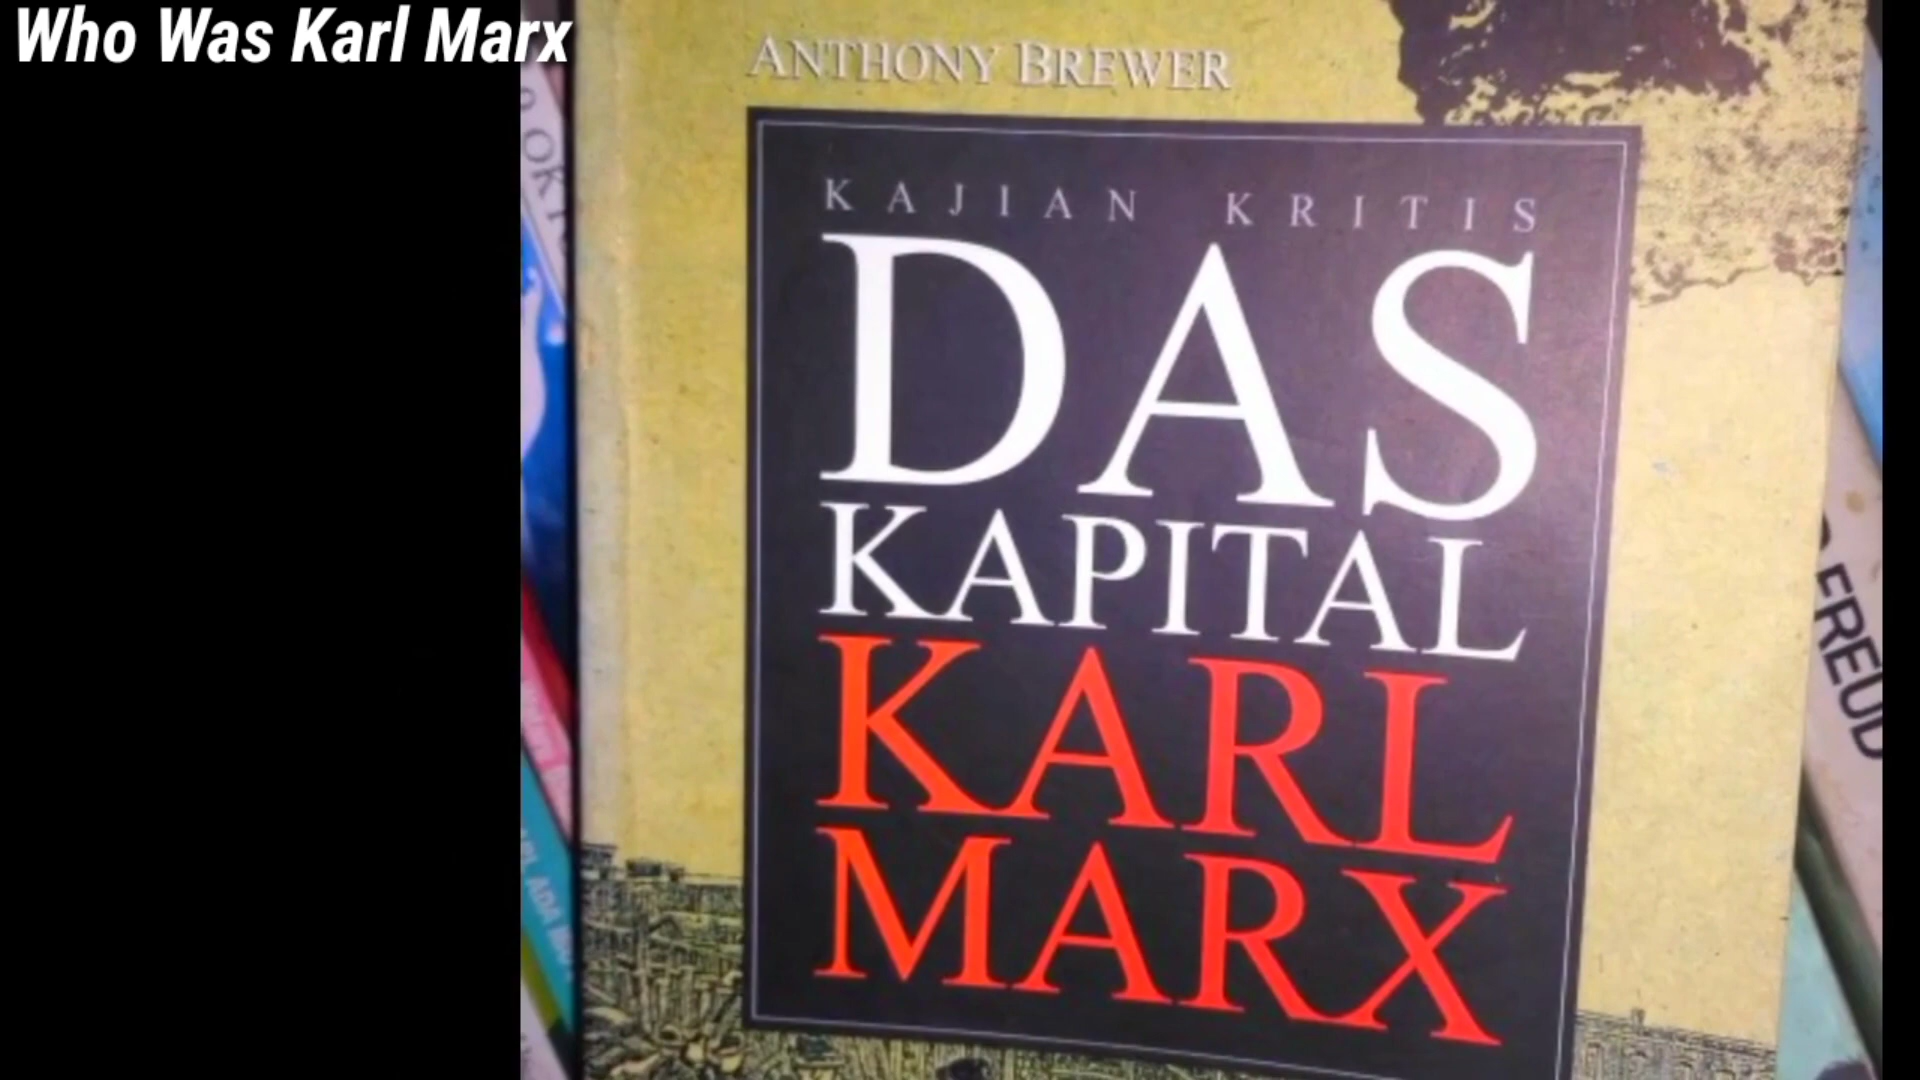 Who Was Karl Marx
ANTHONY BREWER
KAJIAN KRITIS
DAS
KAPITAL
KARL
MARX
FREUD